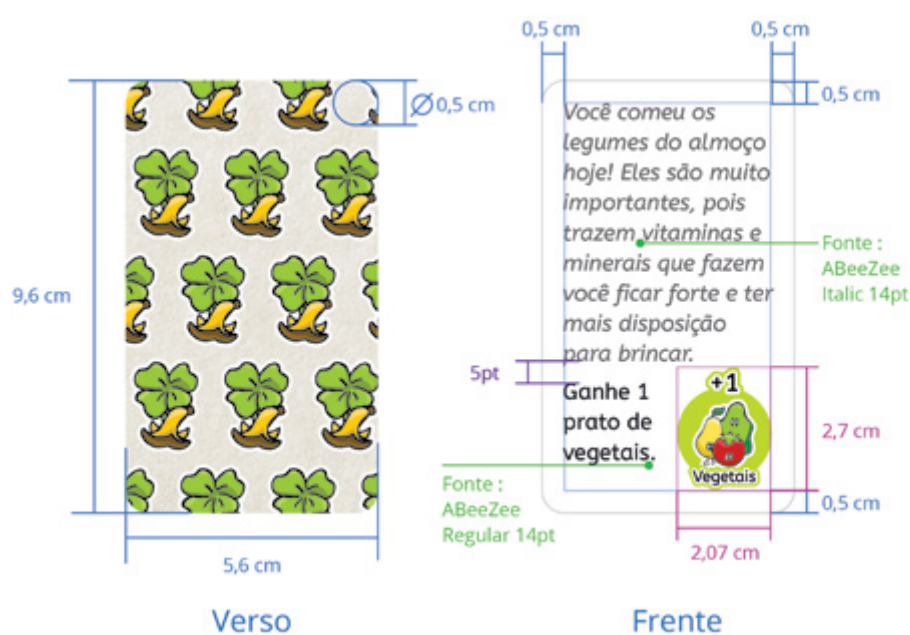 0,5 cm
0,5 cm
Ø 0,5 cm
0,5 cm
Você comeu os
legumes do almoço
hoje! Eles são muito
importantes, pois
trazem vitaminas e
minerais que fazem
você ficar forte e ter
mais disposição
para brincar.
Fonte :
ABeeZee
Italic 14pt
9,6 cm
5pt
Ganhe 1
prato de
vegetais.
+1
Vegetais
2,7 cm
Fonte :
ABeeZee
Regular 14pt
0,5 cm
2,07 cm
5,6 cm
Verso
Frente